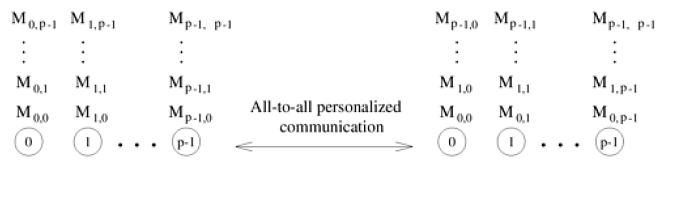 M0,p-1 M1,p-1 Mp-1, p-1 Mp-1,0 Mp-1,1 Mp-1, p-1
M0,1 M1,1 Mp-1,1 M1,0 M1,1 M1,p-1
M0,0 M1,0 Mp-1,0 All-to-all personalized M0,0 M0,1 M0,p-1
communication
0 1 . . . p-1 0 1 . . . p-1